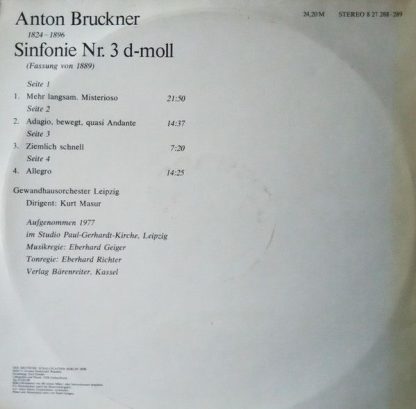 Anton Bruckner
1824–1896
24,20 M STEREO 8 27 288–289
Sinfonie Nr. 3 d-moll
(Fassung von 1889)
Seite 1
1. Mehr langsam. Misterioso 21:50
Seite 2
2. Adagio, bewegt, quasi Andante 14:37
Seite 3
3. Ziemlich schnell 7:20
Seite 4
4. Allegro 14:25
Gewandhausorchester Leipzig
Dirigent: Kurt Masur
Aufgenommen 1977
im Studio Paul-Gerhardt-Kirche, Leipzig
Musikregie: Eberhard Geiger
Tonregie: Eberhard Richter
Verlag Bärenreiter, Kassel